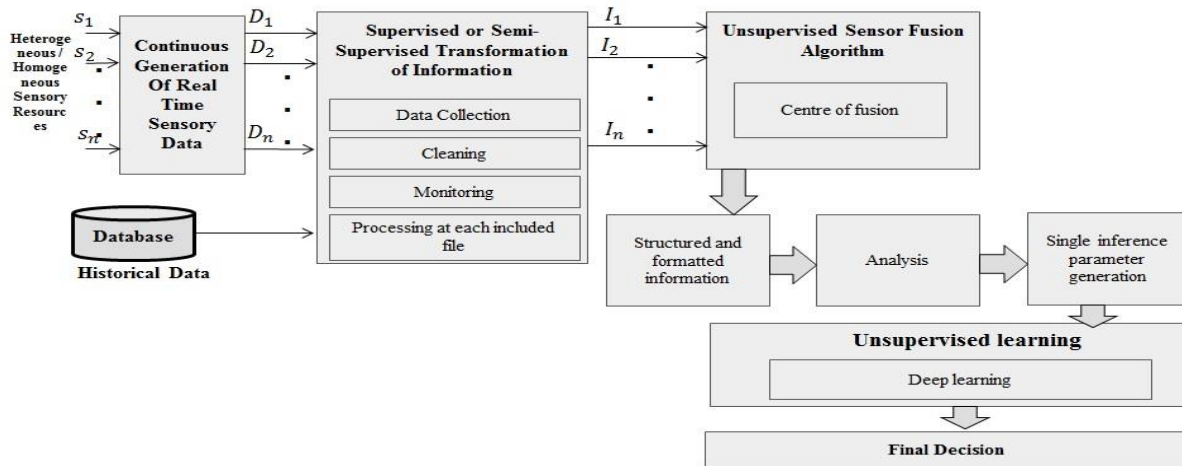 Heteroge
neous /
Homoge
neous
Sensory
Resourc
es
s1
s2
sn
Continuous
Generation
Of Real
Time
Sensory
Data
D1
D2
Dn
Supervised or Semi-
Supervised Transformation
of Information
Data Collection
Cleaning
Monitoring
Processing at each included
file
I1
I2
In
Unsupervised Sensor Fusion
Algorithm
Centre of fusion
Database
Historical Data
Structured and
formatted
information
Analysis
Single inference
parameter
generation
Unsupervised learning
Deep learning
Final Decision